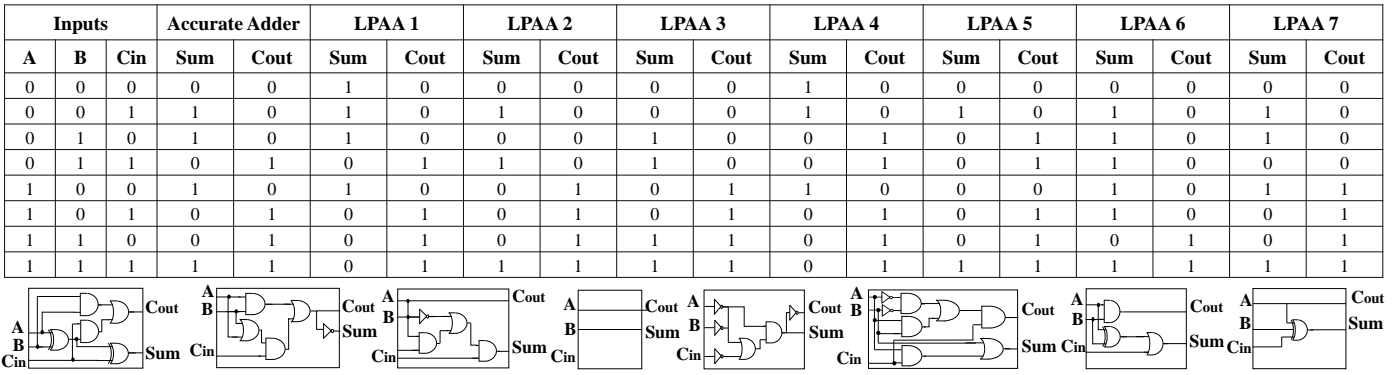 Inputs Accurate Adder LPAA 1 LPAA 2 LPAA 3 LPAA 4 LPAA 5 LPAA 6 LPAA 7
A B Cin Sum Cout Sum Cout Sum Cout Sum Cout Sum Cout Sum Cout Sum Cout Sum Cout
0 0 0 0 0 1 0 0 0 0 0 1 0 0 0 0 0 0 0
0 0 1 1 0 1 0 1 0 0 0 1 0 1 0 1 0 1 0
0 1 0 1 0 1 0 0 0 1 0 0 1 0 1 1 0 1 0
0 1 1 0 1 0 1 1 0 1 0 0 1 0 1 1 0 0 0
1 0 0 1 0 1 0 0 1 0 1 1 0 0 0 1 0 1 1
1 0 1 0 1 0 1 0 1 0 1 0 1 0 1 1 0 0 1
1 1 0 0 1 0 1 0 1 1 1 0 1 0 1 0 1 0 1
1 1 1 1 1 0 1 1 1 1 1 0 1 1 1 1 1 1 1
A B Cin Cout Sum
A B Cin Cout Sum
A B Cin Cout Sum
A B Cin Cout Sum
A B Cin Cout Sum
A B Cin Cout Sum
A B Cin Cout Sum
A B Cin Cout Sum